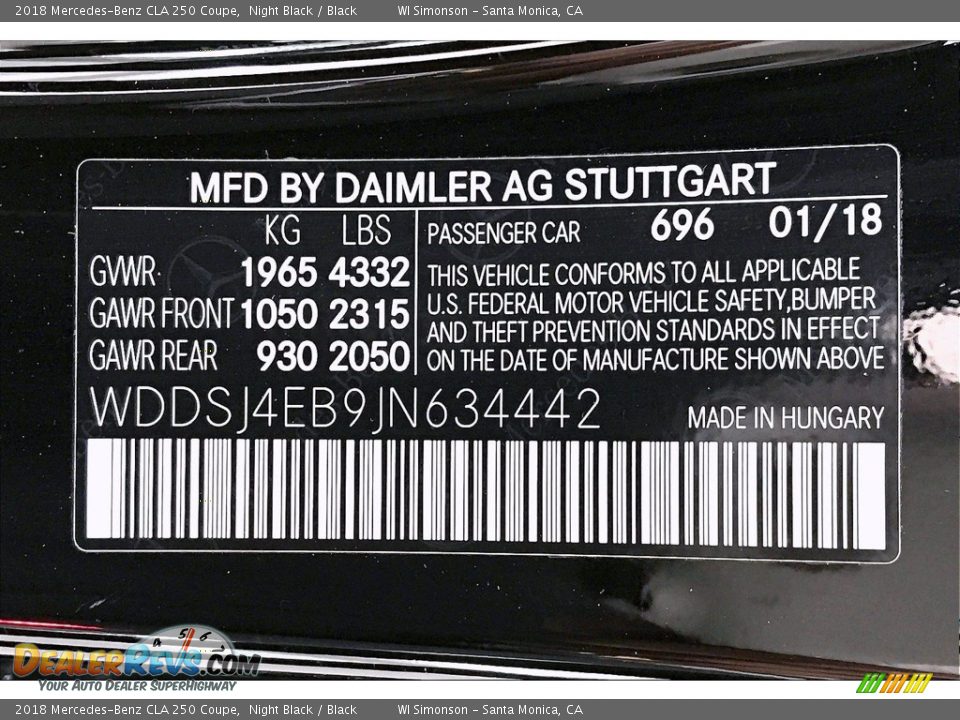 2018 Mercedes-Benz CLA 250 Coupe, Night Black / Black WI Simonson - Santa Monica, CA
MFD BY DAIMLER AG STUTTGART
KG LBS
GVWR 1965 4332
GAWR FRONT 1050 2315
GAWR REAR 930 2050
PASSENGER CAR 696 01/18
THIS VEHICLE CONFORMS TO ALL APPLICABLE
U.S. FEDERAL MOTOR VEHICLE SAFETY,BUMPER
AND THEFT PREVENTION STANDARDS IN EFFECT
ON THE DATE OF MANUFACTURE SHOWN ABOVE
WDDSJ4EB9JN634442
MADE IN HUNGARY
4 5 6
DEALERREVS.COM
YOUR AUTO DEALER SUPERHIGHWAY
2018 Mercedes-Benz CLA 250 Coupe, Night Black / Black WI Simonson - Santa Monica, CA